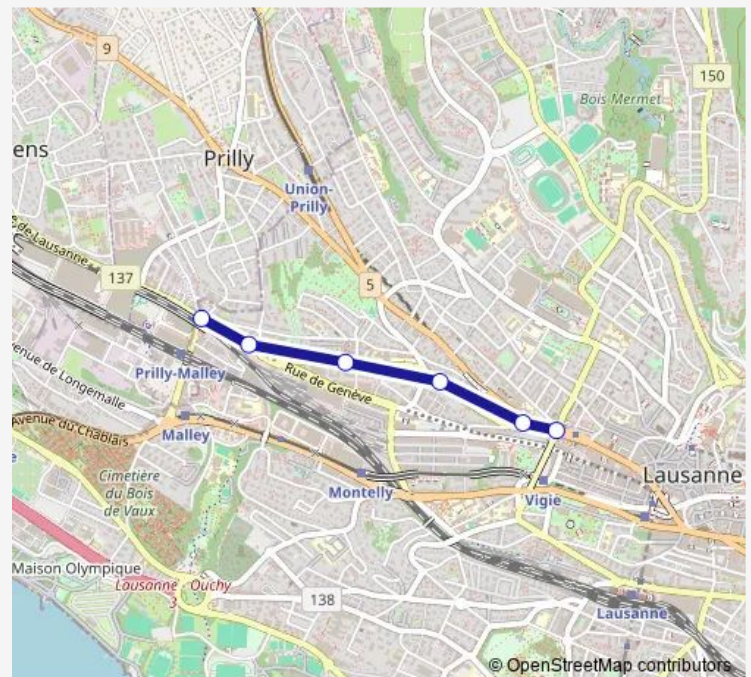 9
150
Bois Mermet
ens
Prilly
Union-
Prilly
de Lausanne
137
5
Prilly-Malley
Rue de Genève
venue de Longemalle
Avenue du Chablais
Malley
Cimetière
du Bois
de Vaux
Montelly
Vigie
Lausanne
Maison Olympique
Lausanne Ouchy
3
138
Lausanne
© OpenStreetMap contributors